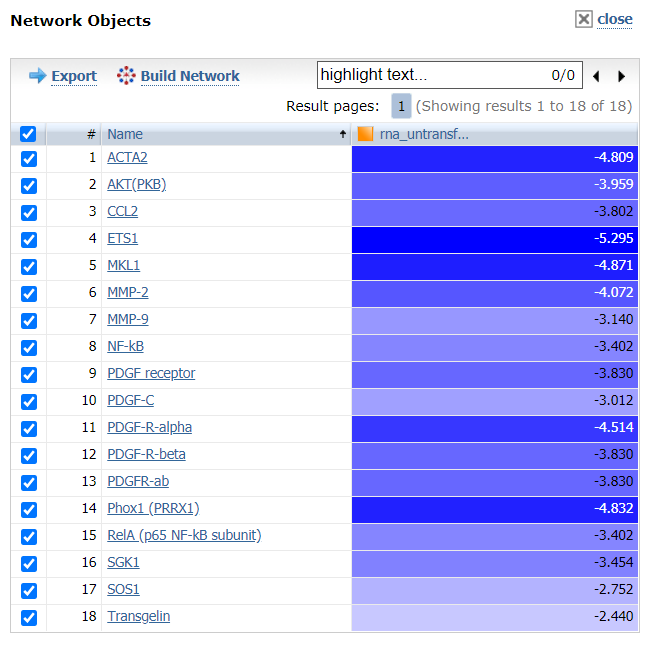 Network Objects
close
Export Build Network highlight text... 0/0
Result pages: 1 (Showing results 1 to 18 of 18)
# Name rna_untransf...
1 ACTA2 -4.809
2 AKT(PKB) -3.959
3 CCL2 -3.802
4 ETS1 -5.295
5 MKL1 -4.871
6 MMP-2 -4.072
7 MMP-9 -3.140
8 NF-kB -3.402
9 PDGF receptor -3.830
10 PDGF-C -3.012
11 PDGF-R-alpha -4.514
12 PDGF-R-beta -3.830
13 PDGFR-ab -3.830
14 Phox1 (PRRX1) -4.832
15 RelA (p65 NF-kB subunit) -3.402
16 SGK1 -3.454
17 SOS1 -2.752
18 Transgelin -2.440